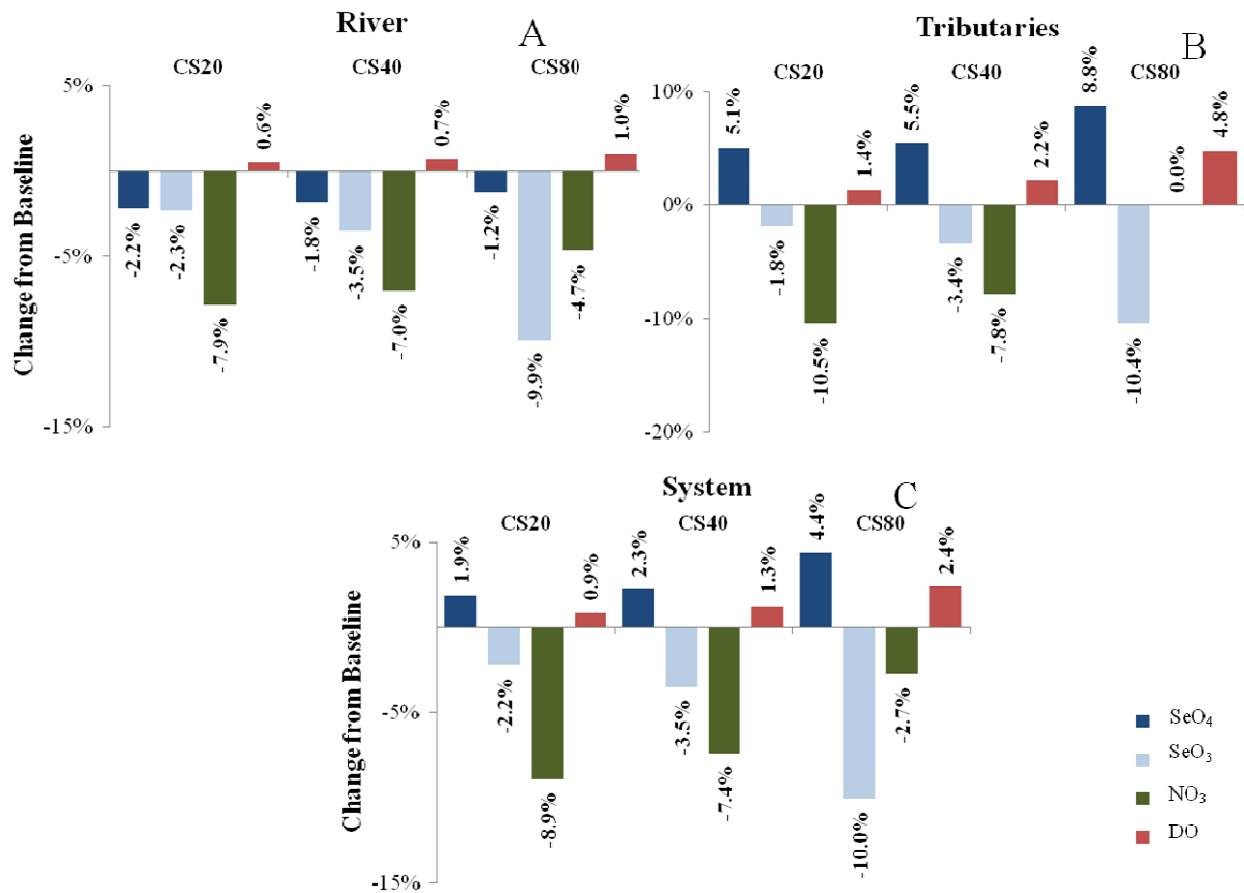 River
A
CS20
CS40
CS80
Change from Baseline
5%
-5%
-15%
-2.2%
-2.3%
-7.9%
0.6%
-1.8%
-3.5%
-7.0%
0.7%
-1.2%
-9.9%
-4.7%
1.0%
Tributaries
B
CS20
CS40
CS80
10%
0%
-10%
-20%
5.1%
-1.8%
-10.5%
1.4%
5.5%
-3.4%
-7.8%
2.2%
8.8%
-10.4%
0.0%
4.8%
System
C
CS20
CS40
CS80
Change from Baseline
5%
-5%
-15%
1.9%
-2.2%
-8.9%
0.9%
2.3%
-3.5%
-7.4%
1.3%
4.4%
-10.0%
-2.7%
2.4%
SeO₄
SeO₃
NO₃
DO